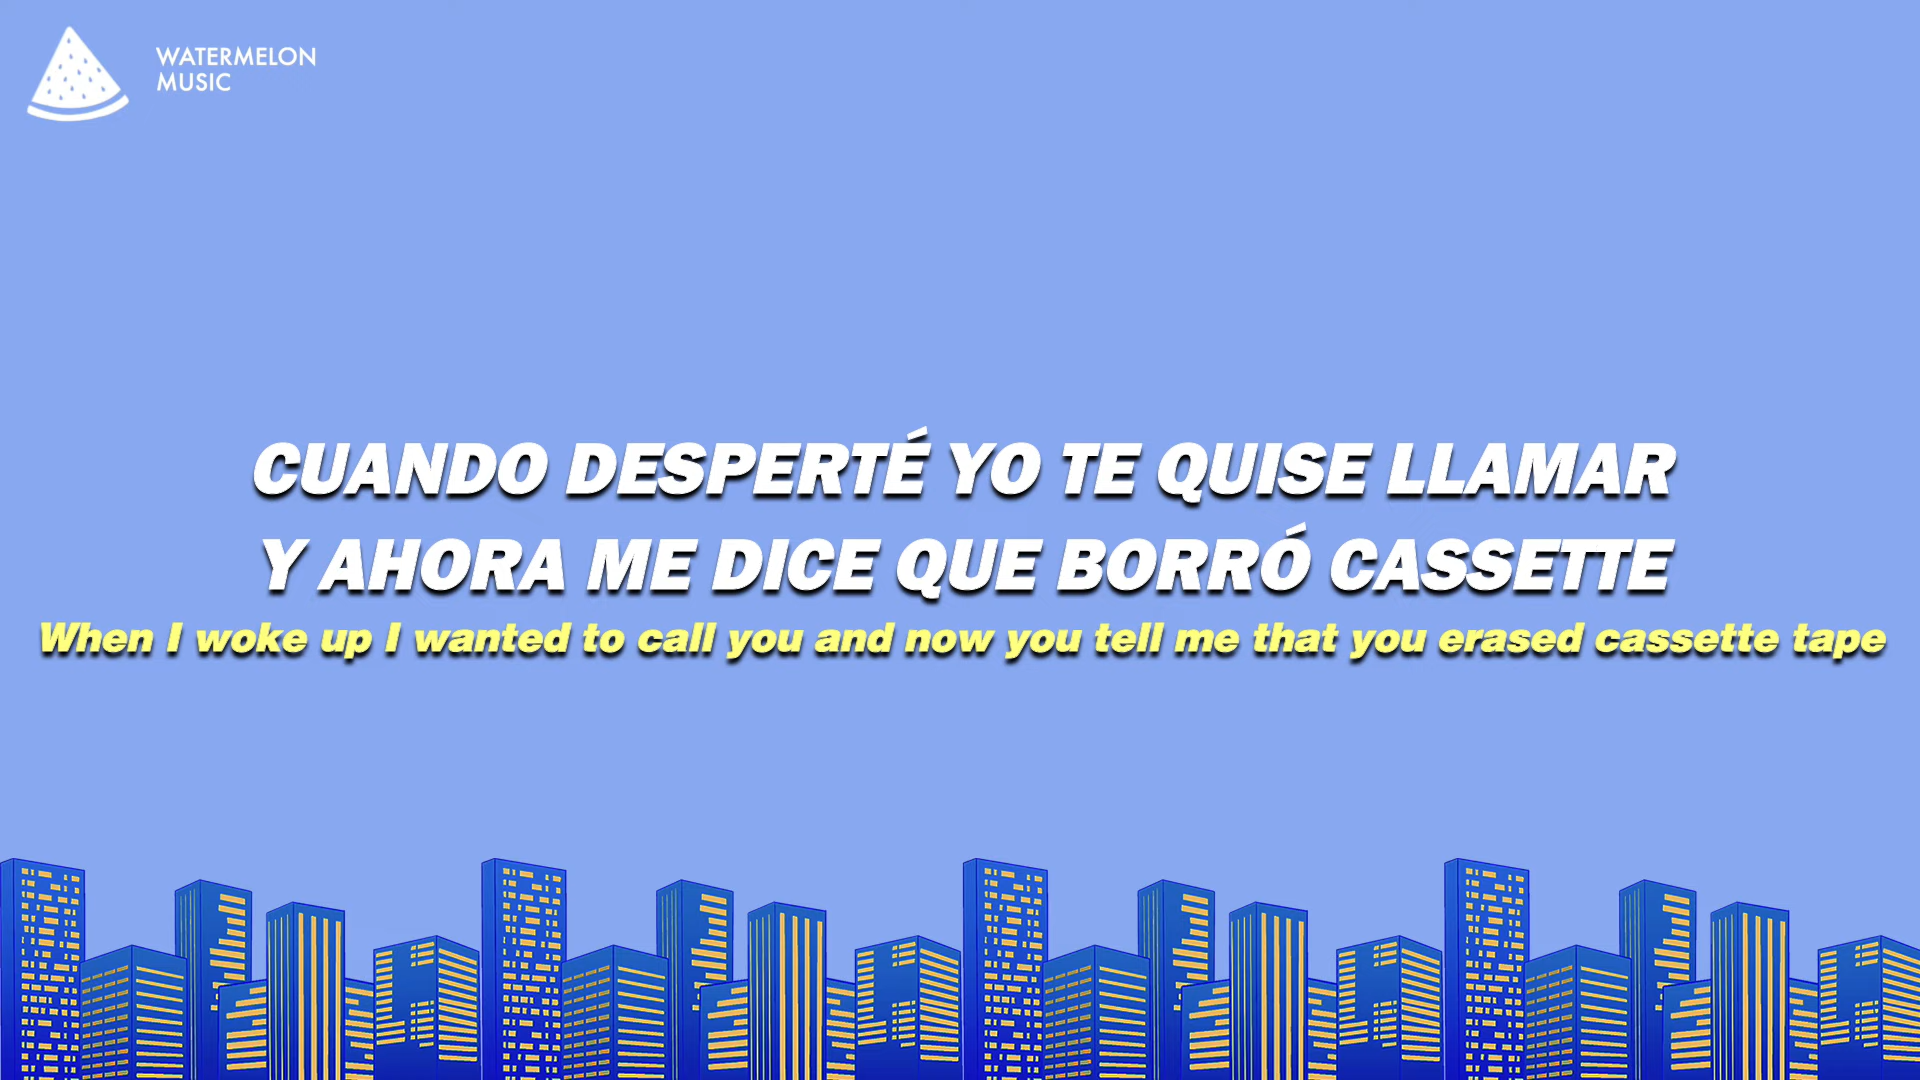 WATERMELON
MUSIC
CUANDO DESPERTÉ YO TE QUISE LLAMAR
Y AHORA ME DICE QUE BORRÓ CASSETTE
When I woke up I wanted to call you and now you tell me that you erased cassette tape